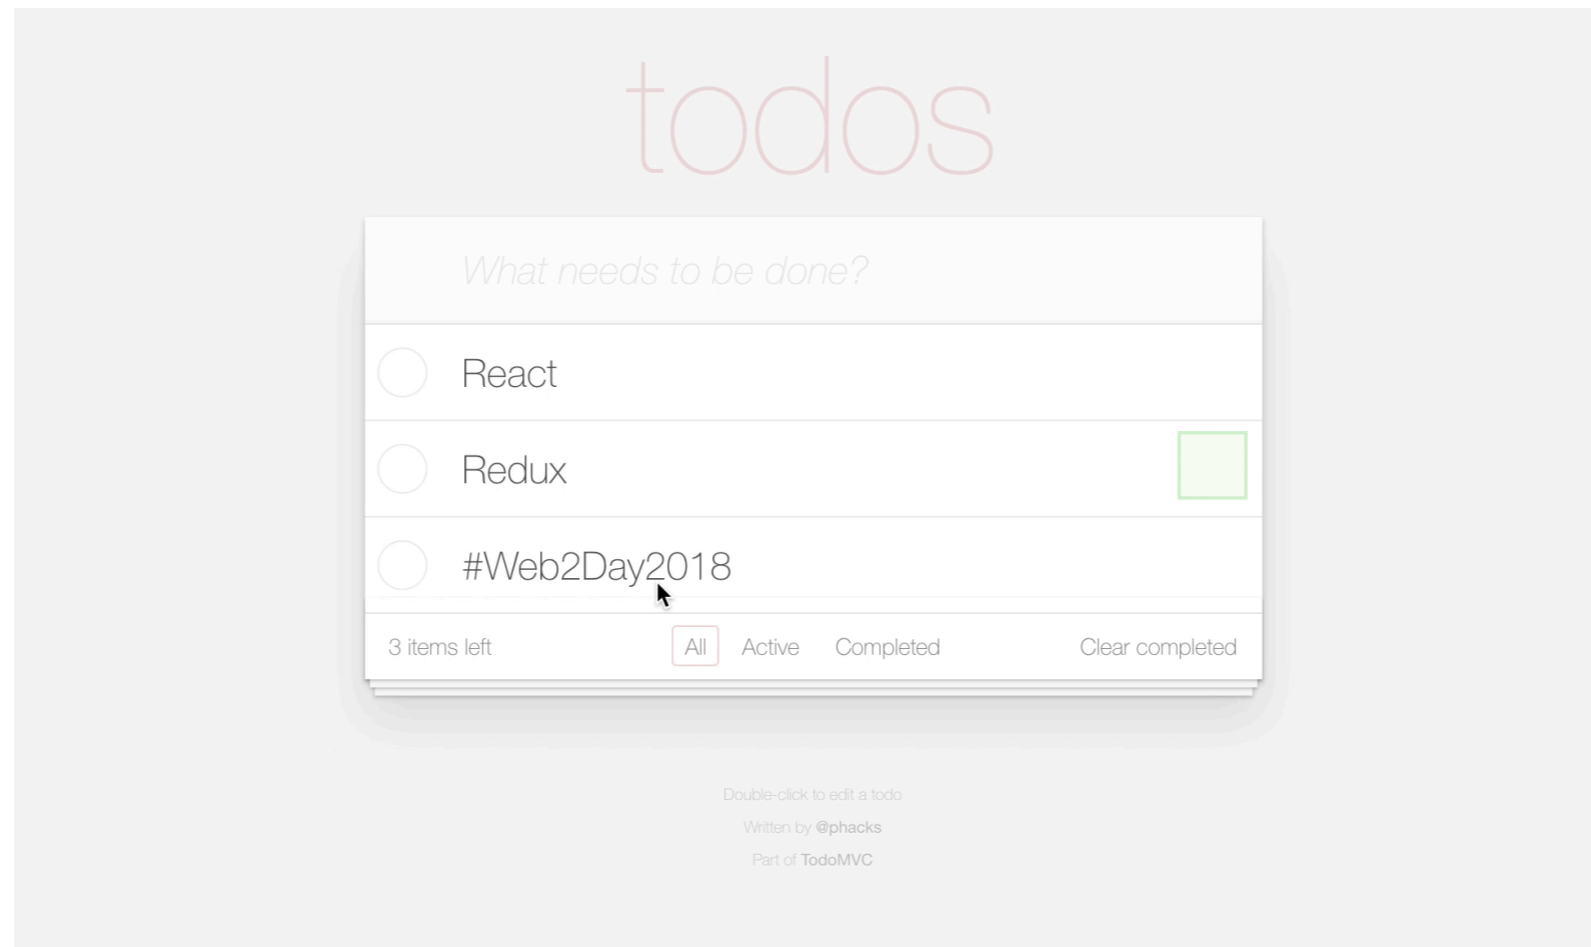 todos
What needs to be done?
React
Redux
#Web2Day2018
3 items left All Active Completed Clear completed
Double-click to edit a todo
Written by @phacks
Part of TodoMVC